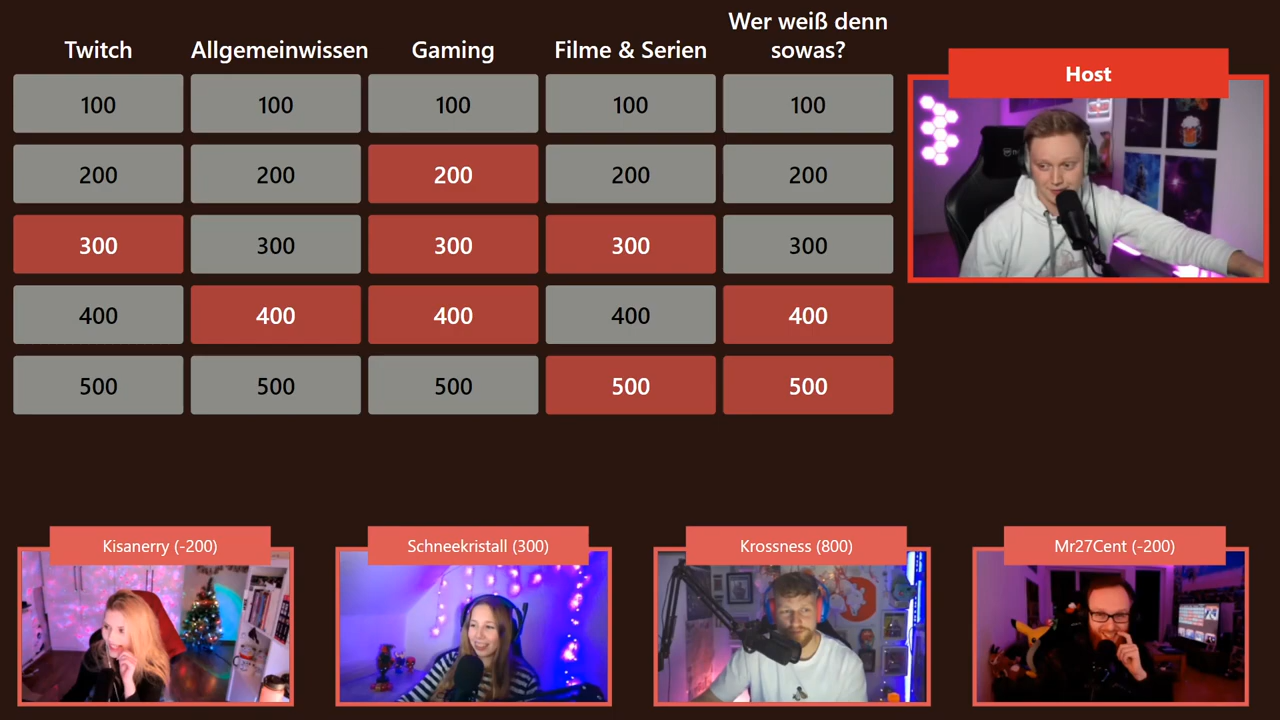 Twitch
Allgemeinwissen
Gaming
Filme & Serien
Wer weiß denn
sowas?
Host
100
100
100
100
100
200
200
200
200
200
300
300
300
300
300
400
400
400
400
400
500
500
500
500
500
Kisanerry (-200)
Schneekristall (300)
Krossness (800)
Mr27Cent (-200)